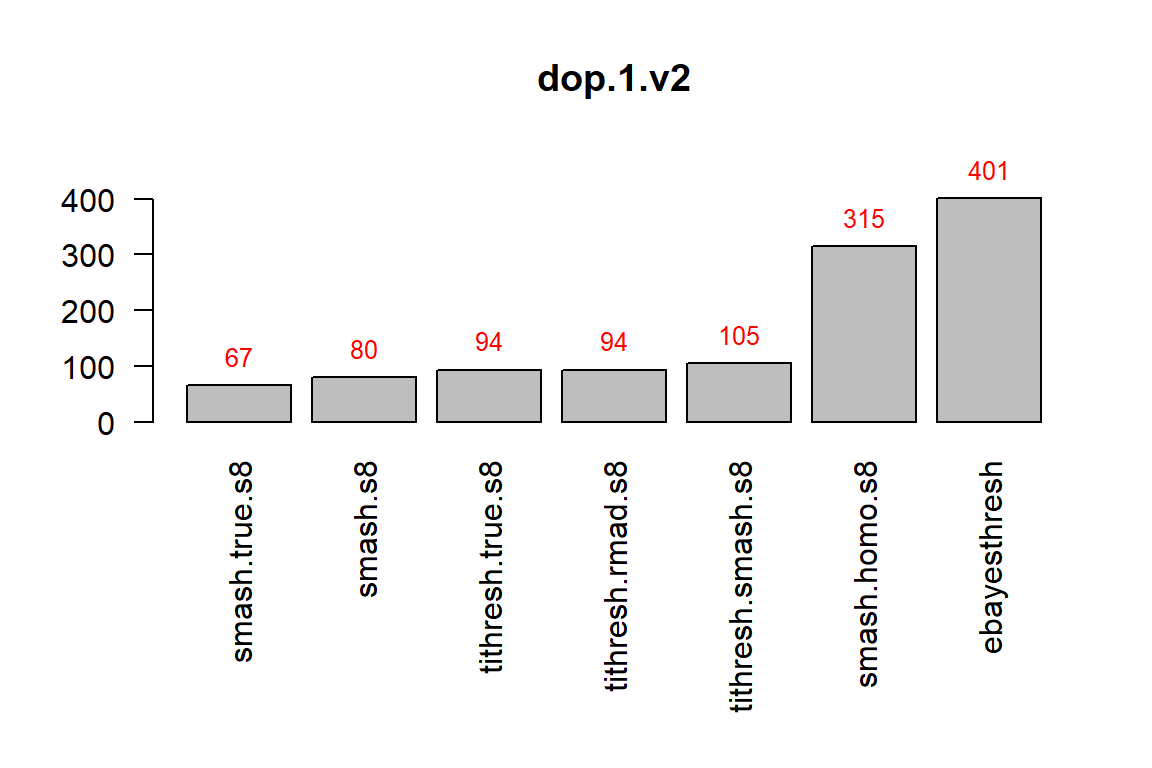 dop.1.v2
401
315
105
94
94
80
67
400
300
200
100
0
smash.true.s8
smash.s8
tithresh.true.s8
tithresh.rmad.s8
tithresh.smash.s8
smash.homo.s8
ebayesthresh